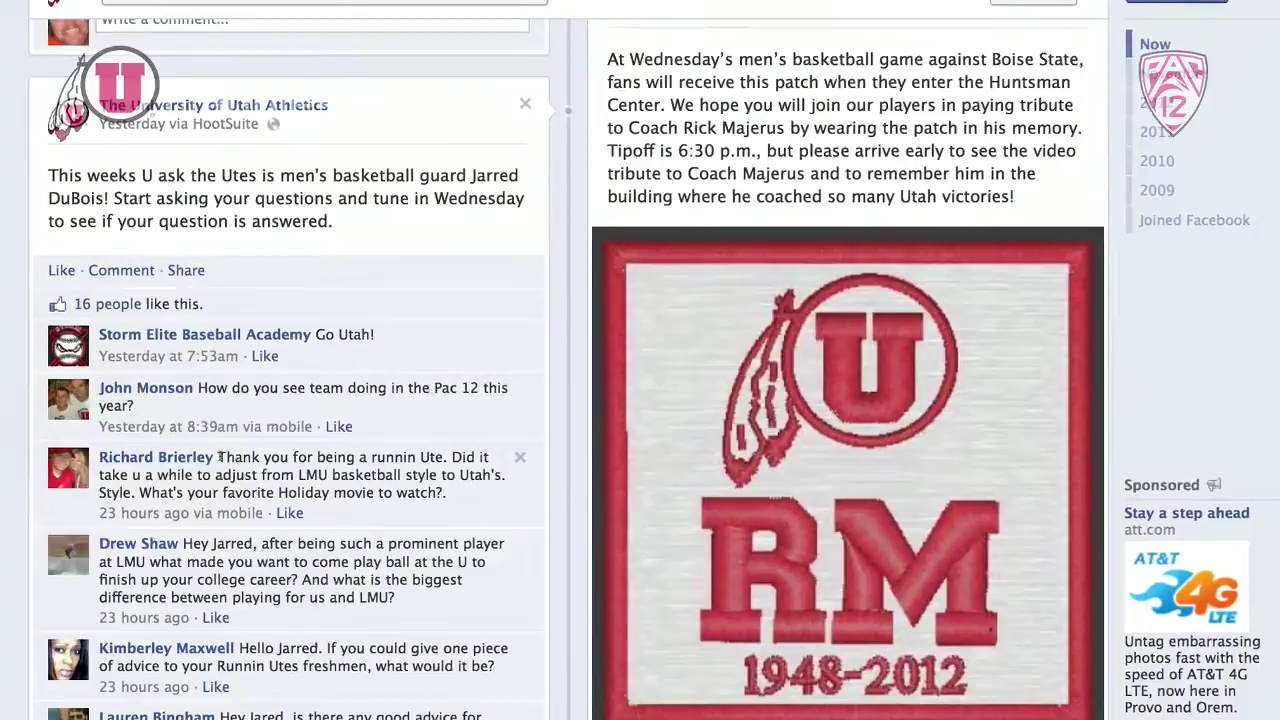 Write a comment...
The University of Utah Athletics
Yesterday via HootSuite
This weeks U ask the Utes is men's basketball guard Jarred
DuBois! Start asking your questions and tune in Wednesday
to see if your question is answered.
Like · Comment · Share
16 people like this.
Storm Elite Baseball Academy Go Utah!
Yesterday at 7:53am · Like
John Monson How do you see team doing in the Pac 12 this
year?
Yesterday at 8:39am via mobile · Like
Richard Brierley Thank you for being a runnin Ute. Did it
take u a while to adjust from LMU basketball style to Utah's.
Style. What's your favorite Holiday movie to watch?.
23 hours ago via mobile · Like
Drew Shaw Hey Jarred, after being such a prominent player
at LMU what made you want to come play ball at the U to
finish up your college career? And what is the biggest
difference between playing for us and LMU?
23 hours ago · Like
Kimberley Maxwell Hello Jarred. If you could give one piece
of advice to your Runnin Utes freshmen, what would it be?
23 hours ago · Like
Lauren Bingham Hey Jared, is there any good advice for
At Wednesday's men's basketball game against Boise State,
fans will receive this patch when they enter the Huntsman
Center. We hope you will join our players in paying tribute
to Coach Rick Majerus by wearing the patch in his memory.
Tipoff is 6:30 p.m., but please arrive early to see the video
tribute to Coach Majerus and to remember him in the
building where he coached so many Utah victories!
U
RM
1948-2012
U
PAC
12
Now
2010
2009
Joined Facebook
Sponsored
Stay a step ahead
att.com
AT&T
4G
LTE
Untag embarrassing
photos fast with the
speed of AT&T 4G
LTE, now here in
Provo and Orem.